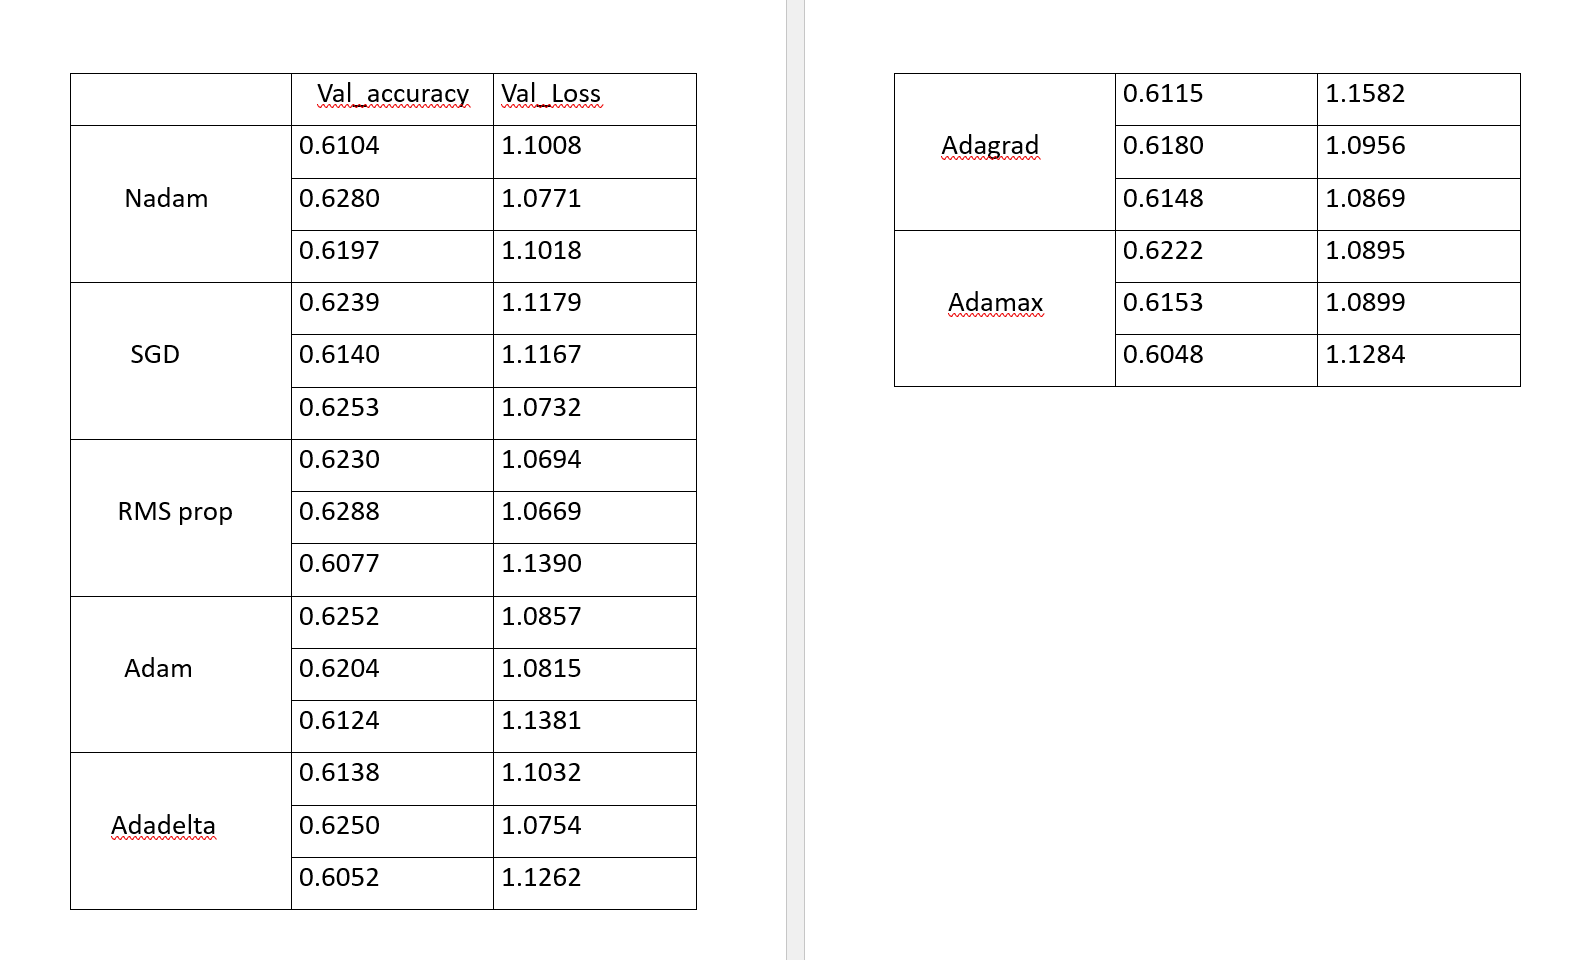 Val_accuracy Val_Loss
0.6104 1.1008
Nadam 0.6280 1.0771
0.6197 1.1018
0.6239 1.1179
SGD 0.6140 1.1167
0.6253 1.0732
0.6230 1.0694
RMS prop 0.6288 1.0669
0.6077 1.1390
0.6252 1.0857
Adam 0.6204 1.0815
0.6124 1.1381
0.6138 1.1032
Adadelta 0.6250 1.0754
0.6052 1.1262
0.6115 1.1582
Adagrad 0.6180 1.0956
0.6148 1.0869
0.6222 1.0895
Adamax 0.6153 1.0899
0.6048 1.1284